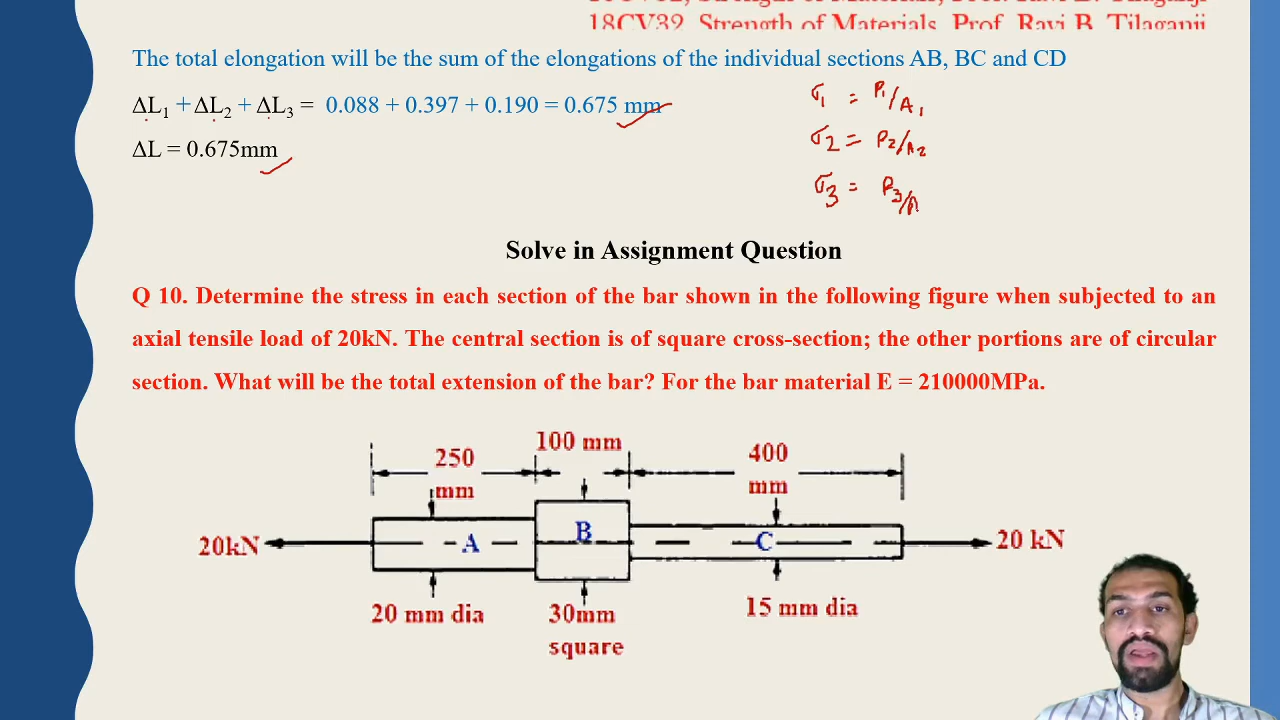 18CV32, Strength of Materials, Prof. Ravi B. Tilaganji
The total elongation will be the sum of the elongations of the individual sections AB, BC and CD
ΔL1 + ΔL2 + ΔL3 = 0.088 + 0.397 + 0.190 = 0.675 mm
ΔL = 0.675mm
σ1 = P1/A1
σ2 = P2/A2
σ3 = P3/A
Solve in Assignment Question
Q 10. Determine the stress in each section of the bar shown in the following figure when subjected to an
axial tensile load of 20kN. The central section is of square cross-section; the other portions are of circular
section. What will be the total extension of the bar? For the bar material E = 210000MPa.
250
mm
100 mm
400
mm
20kN
A
B
C
20 kN
20 mm dia
30mm
square
15 mm dia